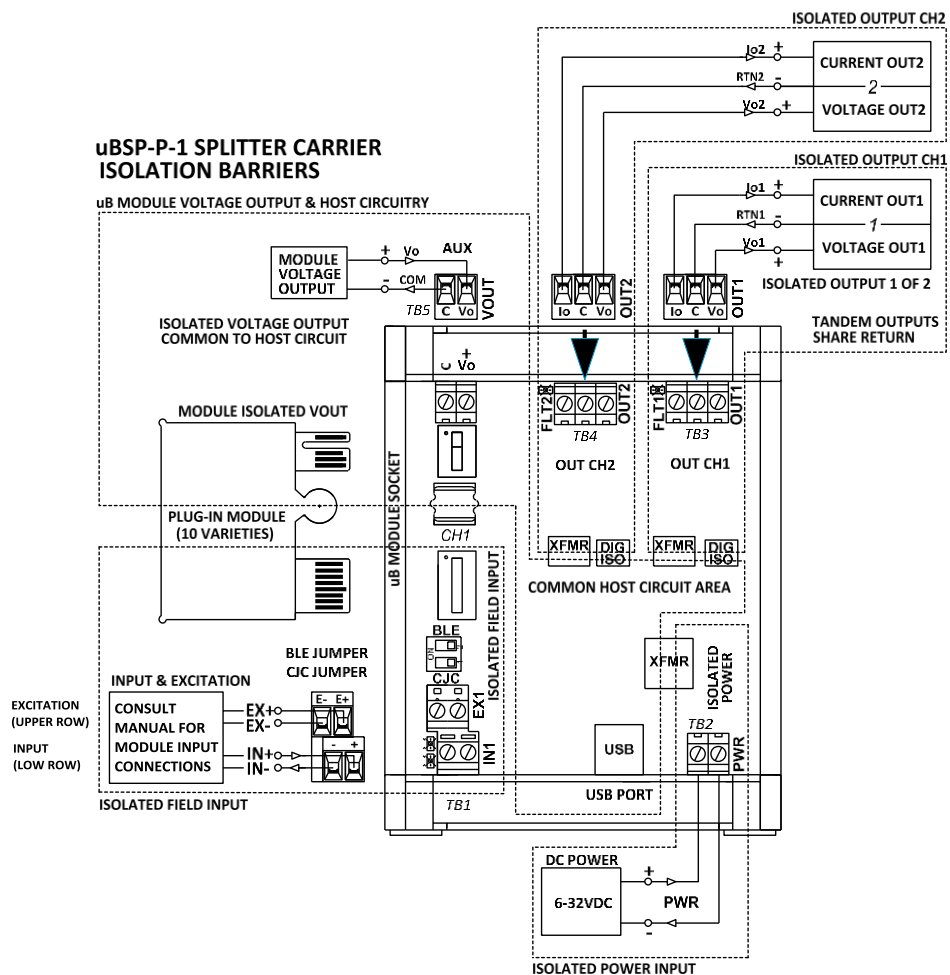 ISOLATED OUTPUT CH2
Io2 +
CURRENT OUT2
RTN2 -
2
Vo2 +
VOLTAGE OUT2
uBSP-P-1 SPLITTER CARRIER
ISOLATION BARRIERS
ISOLATED OUTPUT CH1
Io1 +
CURRENT OUT1
RTN1 -
1
Vo1
+
VOLTAGE OUT1
ISOLATED OUTPUT 1 OF 2
uB MODULE VOLTAGE OUTPUT & HOST CIRCUITRY
MODULE
VOLTAGE
OUTPUT
+ Vo
- COM
AUX
TB5
C Vo
VOUT
Io C Vo
OUT2
Io C Vo
OUT1
ISOLATED VOLTAGE OUTPUT
COMMON TO HOST CIRCUIT
TANDEM OUTPUTS
SHARE RETURN
C
+
Vo
FLT2
OUT2
TB4
FLT1
OUT1
TB3
OUT CH2
OUT CH1
MODULE ISOLATED VOUT
uB MODULE SOCKET
PLUG-IN MODULE
(10 VARIETIES)
CH1
XFMR
DIG
ISO
XFMR
DIG
ISO
COMMON HOST CIRCUIT AREA
ISOLATED FIELD INPUT
BLE
ON
CJC
BLE JUMPER
CJC JUMPER
XFMR
ISOLATED
POWER
INPUT & EXCITATION
EXCITATION
(UPPER ROW)
INPUT
(LOW ROW)
CONSULT
MANUAL FOR
MODULE INPUT
CONNECTIONS
EX+
EX-
IN+
IN-
E- E+
- +
EX1
IN1
USB
USB PORT
TB2
PWR
ISOLATED FIELD INPUT
TB1
DC POWER
6-32VDC
+
PWR
-
ISOLATED POWER INPUT